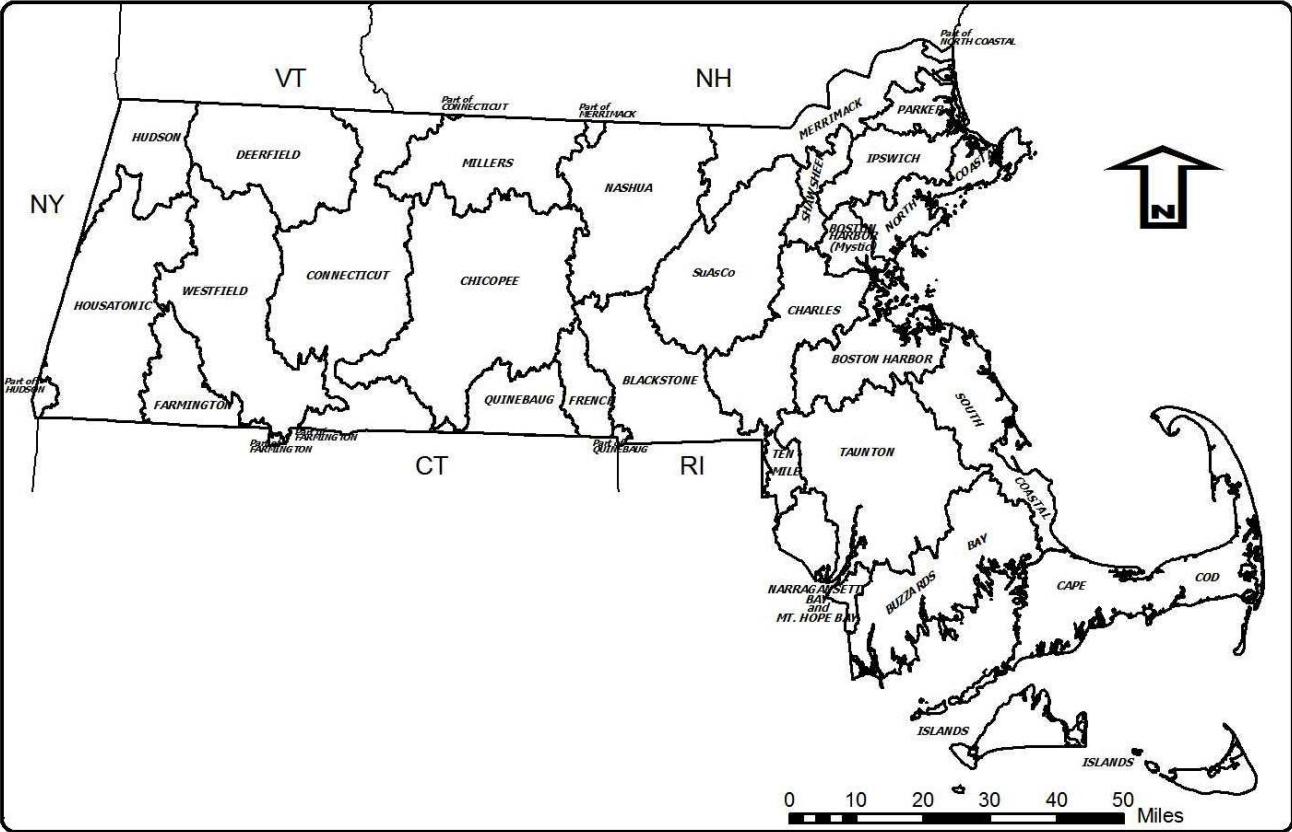 Part of
NORTH COASTAL
VT
NH
Part of
CONNECTICUT
Part of
MERRIMACK
MERRIMACK
PARKER
HUDSON
DEERFIELD
MILLERS
NASHUA
SHAWSHEEN
IPSWICH
COASTAL
NORTH
NY
BOSTON
HARBOR
(Mystic)
CONNECTICUT
CHICOPEE
SuAsCo
WESTFIELD
HOUSATONIC
CHARLES
BOSTON HARBOR
Part of
HUDSON
FARMINGTON
QUINEBAUG
FRENCH
BLACKSTONE
SOUTH
COASTAL
Part of
FARMINGTON
Part of
FARMINGTON
Part of
QUINEBAUG
CT
RI
TEN
MILE
TAUNTON
N
BUZZARDS
BAY
CAPE
COD
NARRAGANSETT
BAY
and
MT. HOPE BAY
ISLANDS
ISLANDS
0 10 20 30 40 50
Miles